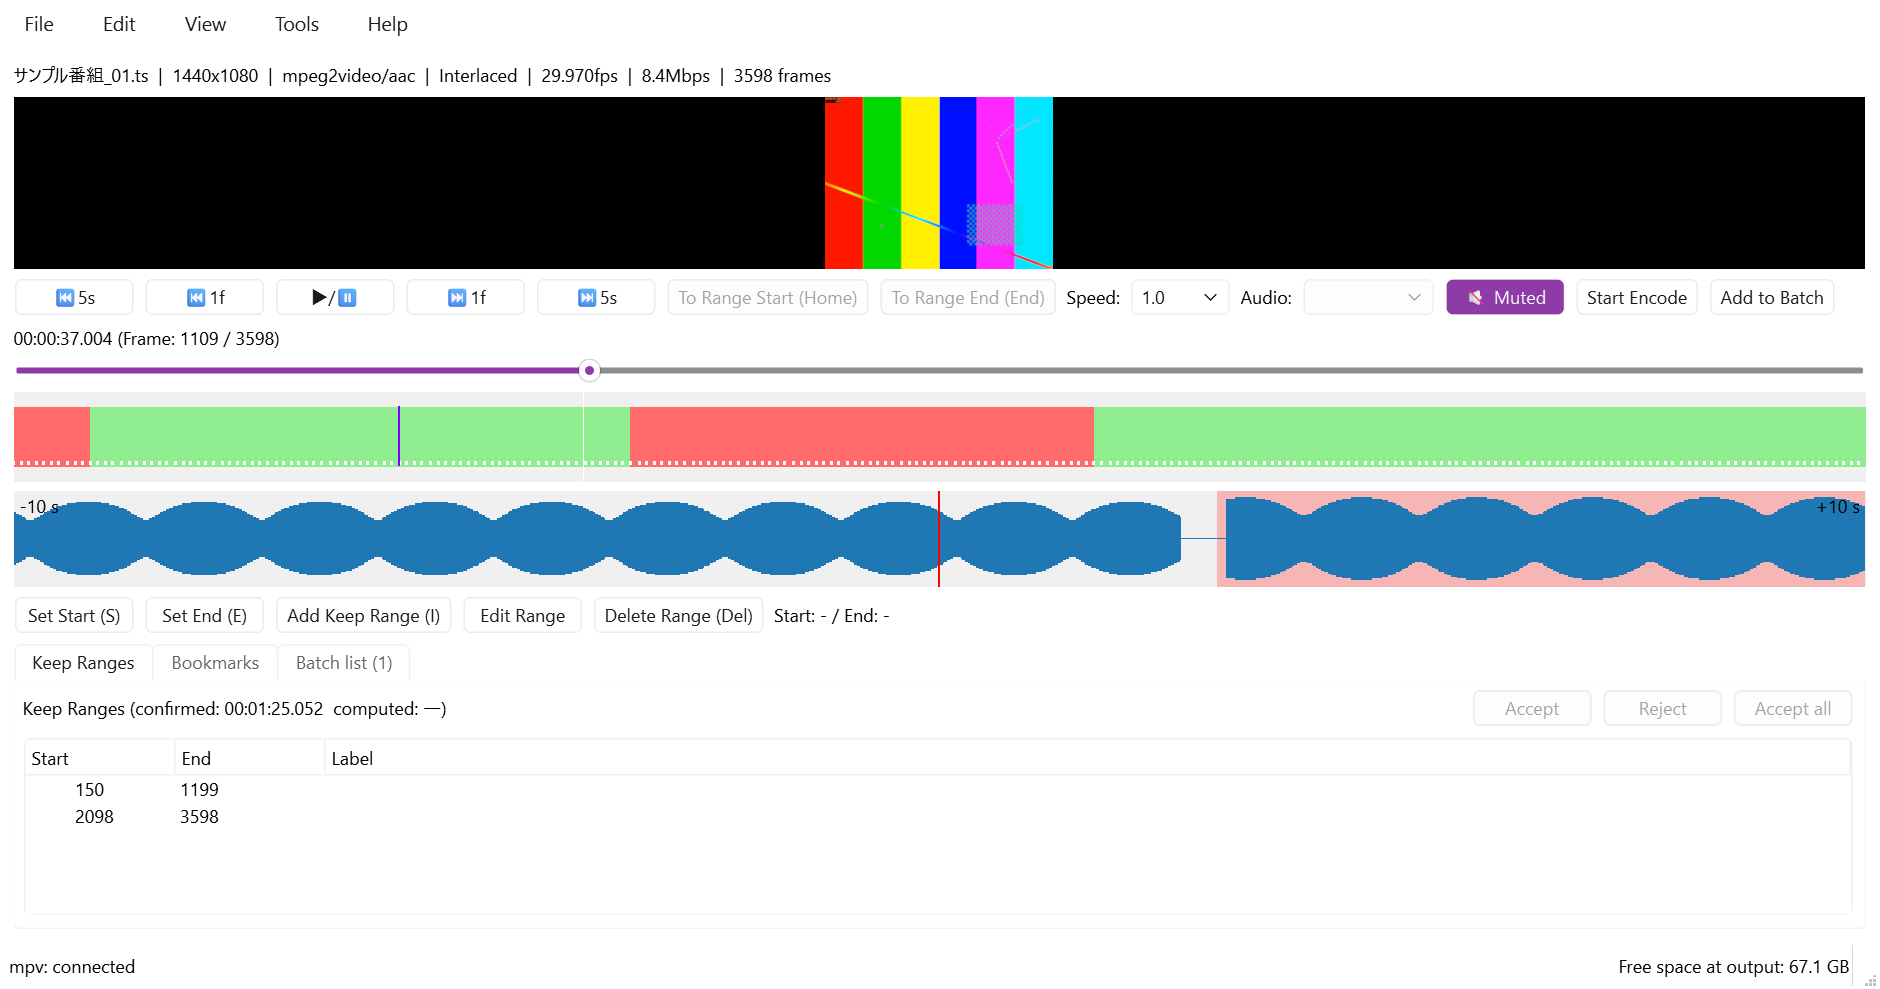 File Edit View Tools Help
サンプル番組_01.ts | 1440x1080 | mpeg2video/aac | Interlaced | 29.970fps | 8.4Mbps | 3598 frames
5s 1f / 1f 5s To Range Start (Home) To Range End (End) Speed: 1.0 Audio: Muted Start Encode Add to Batch
00:00:37.004 (Frame: 1109 / 3598)
-10 s +10 s
Set Start (S) Set End (E) Add Keep Range (I) Edit Range Delete Range (Del) Start: - / End: -
Keep Ranges Bookmarks Batch list (1)
Keep Ranges (confirmed: 00:01:25.052 computed: —) Accept Reject Accept all
Start End Label
150 1199
2098 3598
mpv: connected Free space at output: 67.1 GB